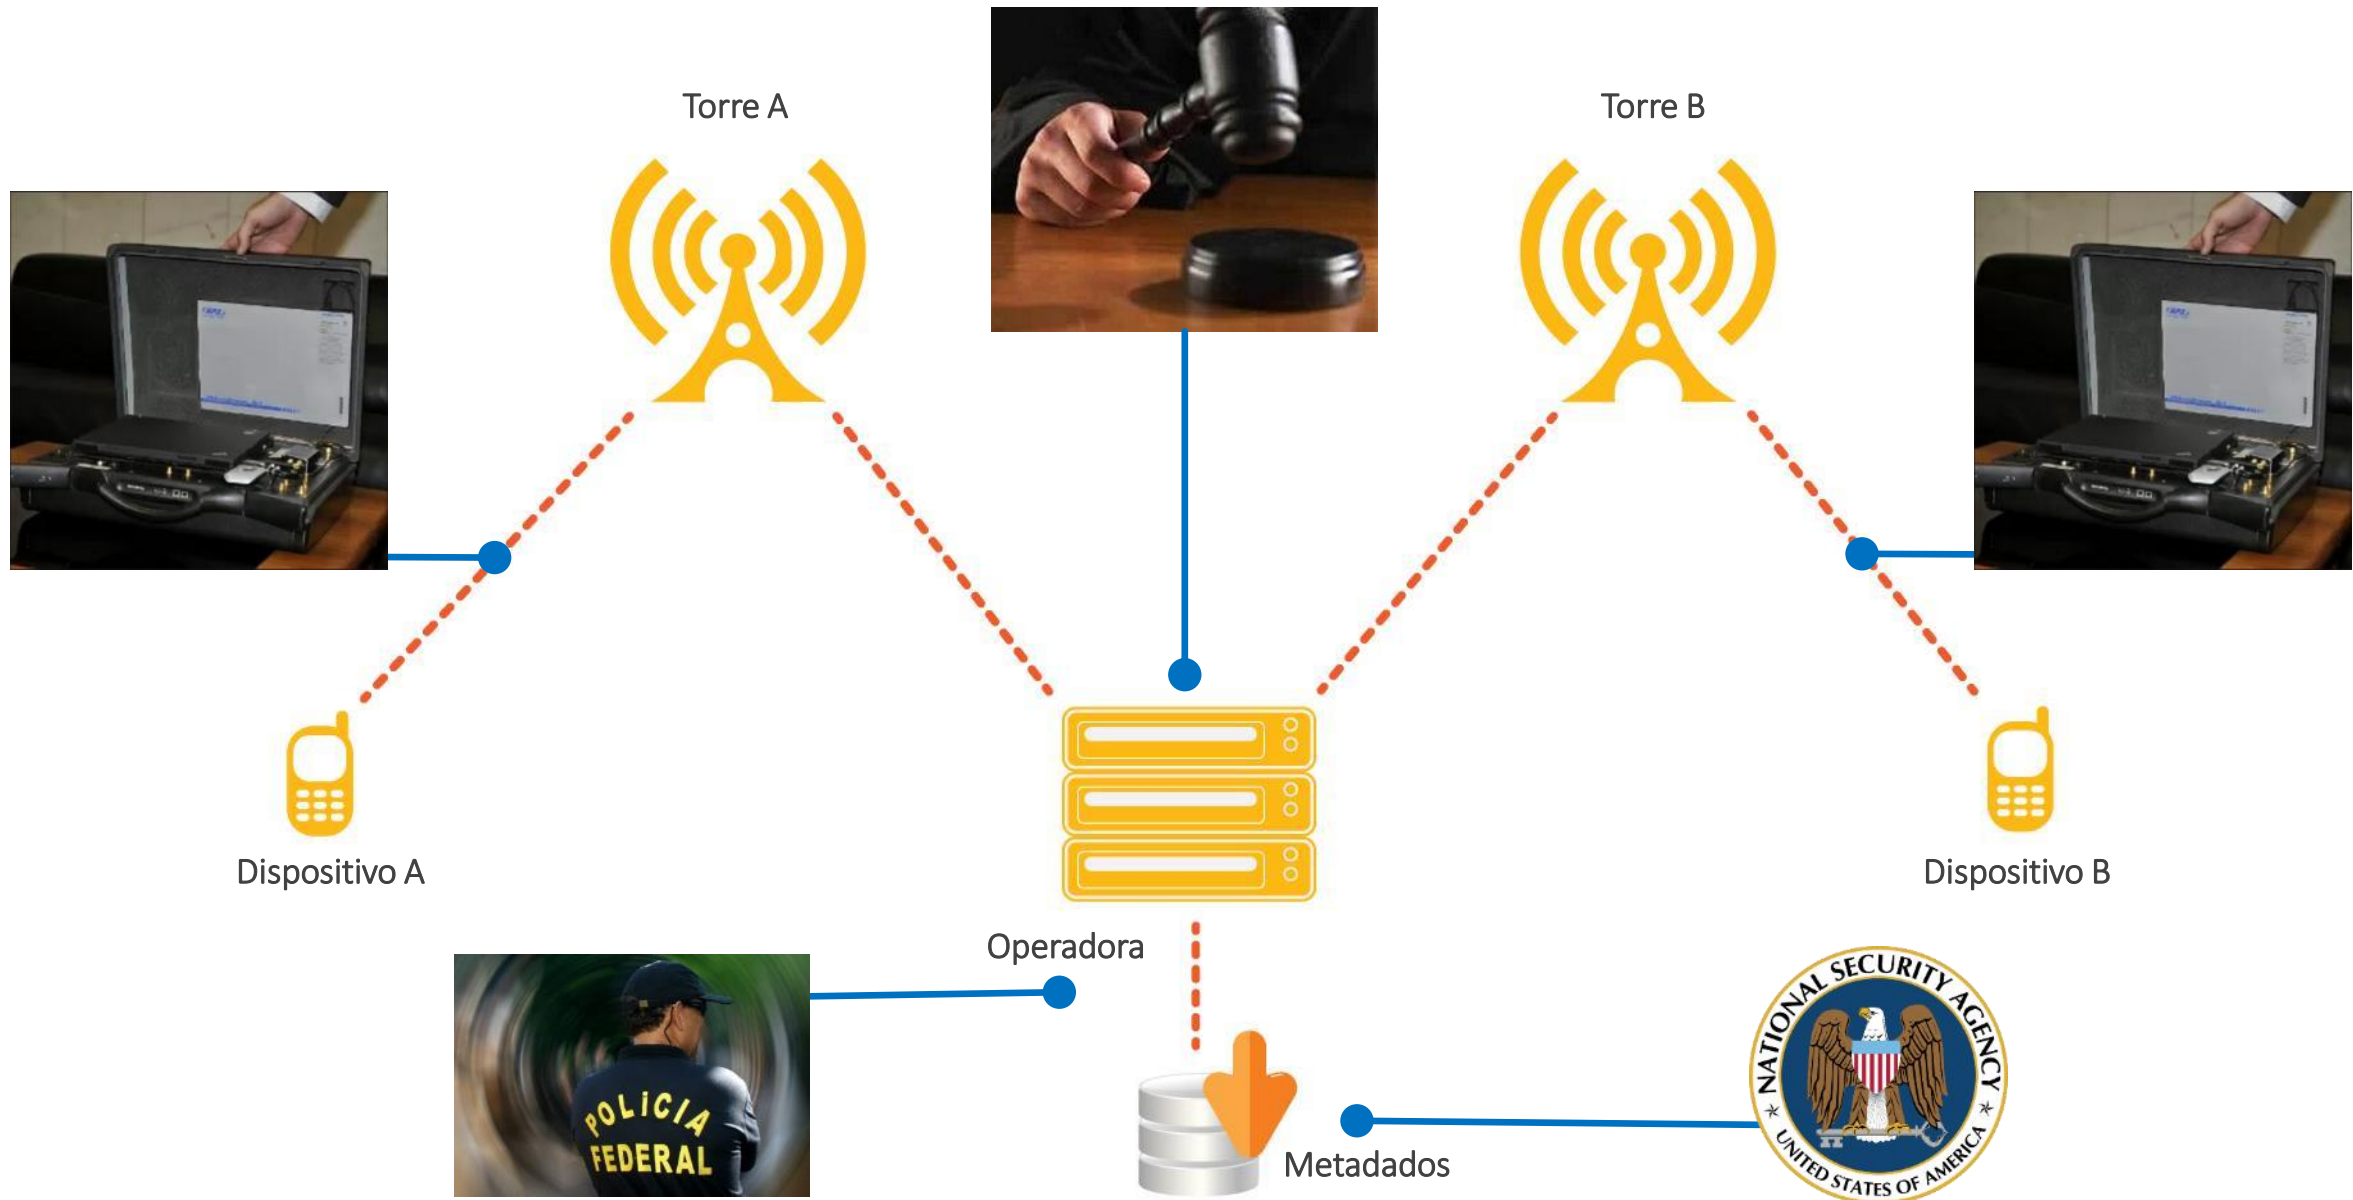 Torre A
Torre B
Dispositivo A
Dispositivo B
Operadora
POLíCIA
FEDERAL
NATIONAL SECURITY AGENCY
UNITED STATES OF AMERICA
Metadados